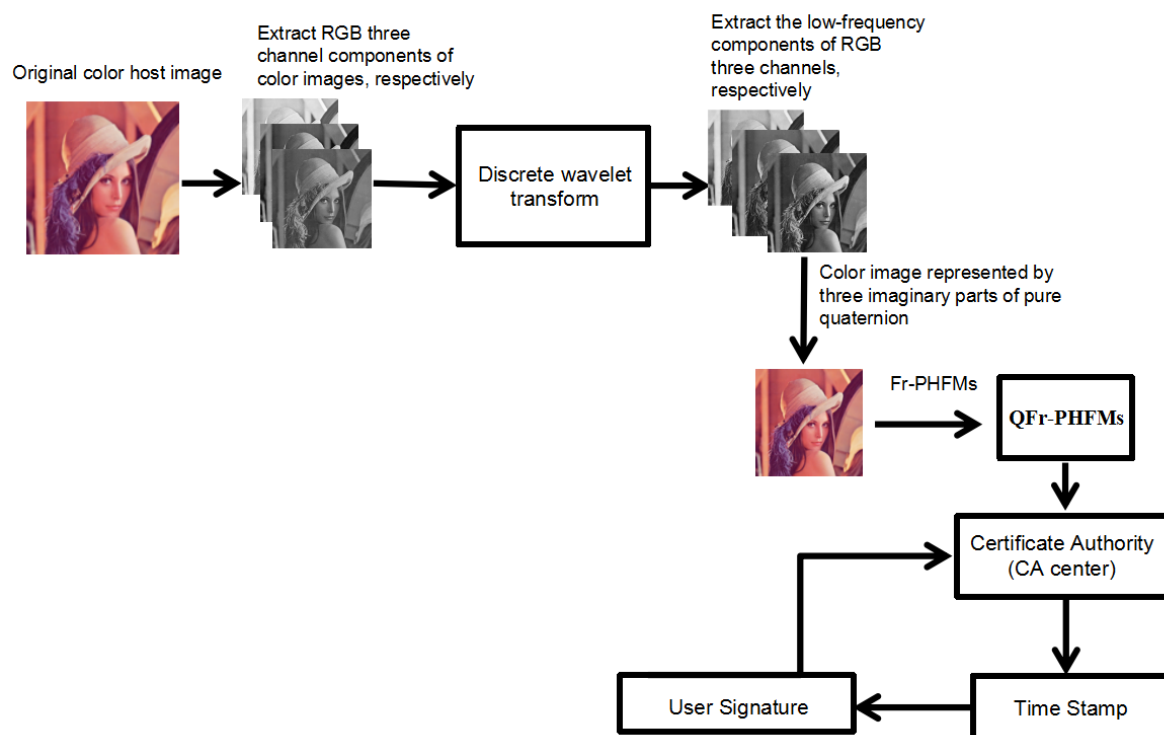 Original color host image
Extract RGB three
channel components of
color images, respectively
Discrete wavelet
transform
Extract the low-frequency
components of RGB
three channels,
respectively
Color image represented by
three imaginary parts of pure
quaternion
Fr-PHFMs
QFr-PHFMs
Certificate Authority
(CA center)
Time Stamp
User Signature